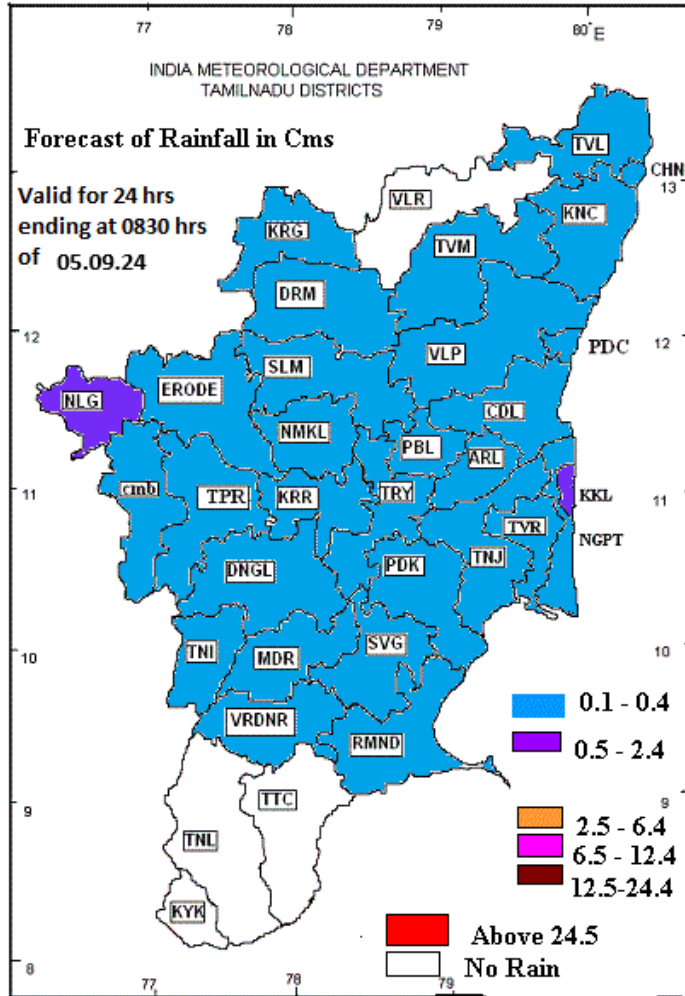 77 78 79 80° E
INDIA METEOROLOGICAL DEPARTMENT
TAMILNADU DISTRICTS
Forecast of Rainfall in Cms
TVL
CHN
13
Valid for 24 hrs
ending at 0830 hrs
of 05.09.24
VLR
KNC
KRG
TVM
DRM
12
12
PDC
VLP
SLM
ERODE
NLG
CDL
NMKL
PBL
ARL
11
cmb
TPR
KRR
TRY
KKL
11
TVR
NGPT
DNGL
PDK
TNJ
10
TNI
MDR
SVG
10
VRDNR
RMND
0.1 - 0.4
0.5 - 2.4
9
TTC
9
2.5 - 6.4
TNL
6.5 - 12.4
12.5-24.4
KYK
Above 24.5
No Rain
8
77 78 79